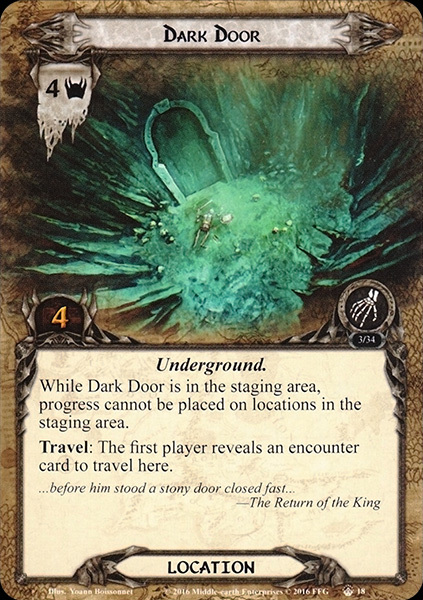 DARK DOOR
4
4
3/34
Underground.
While Dark Door is in the staging area,
progress cannot be placed on locations in the
staging area.
Travel: The first player reveals an encounter
card to travel here.
...before him stood a stony door closed fast...
—The Return of the King
LOCATION
Illus. Yoann Boissonnet © 2016 Middle-earth Enterprises © 2016 FFG 18